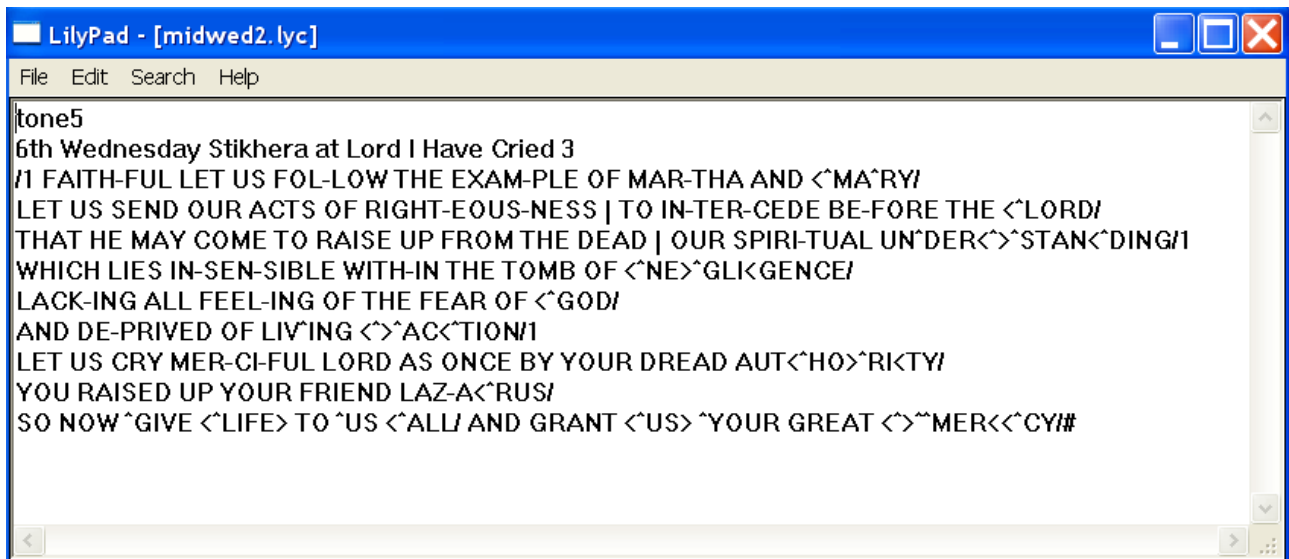 LilyPad - [midwed2.lyc]
File Edit Search Help
tone5
6th Wednesday Stikhera at Lord I Have Cried 3
/1 FAITH-FUL LET US FOL-LOW THE EXAM-PLE OF MAR-THA AND <^MA^RY/
LET US SEND OUR ACTS OF RIGHT-EOUS-NESS | TO IN-TER-CEDE BE-FORE THE <^LORD/
THAT HE MAY COME TO RAISE UP FROM THE DEAD | OUR SPIRI-TUAL UN^DER<^>^STAN<^DING/1
WHICH LIES IN-SEN-SIBLE WITH-IN THE TOMB OF <^NE>^GLI<GENCE/
LACK-ING ALL FEEL-ING OF THE FEAR OF <^GOD/
AND DE-PRIVED OF LIV^ING <^>^AC<^TION/1
LET US CRY MER-CI-FUL LORD AS ONCE BY YOUR DREAD AUT<^HO>^RI<TY/
YOU RAISED UP YOUR FRIEND LAZ-A<^RUS/
SO NOW ^GIVE <^LIFE> TO ^US <^ALL/ AND GRANT <^US> ^YOUR GREAT <^>^^MER<<^CY/#